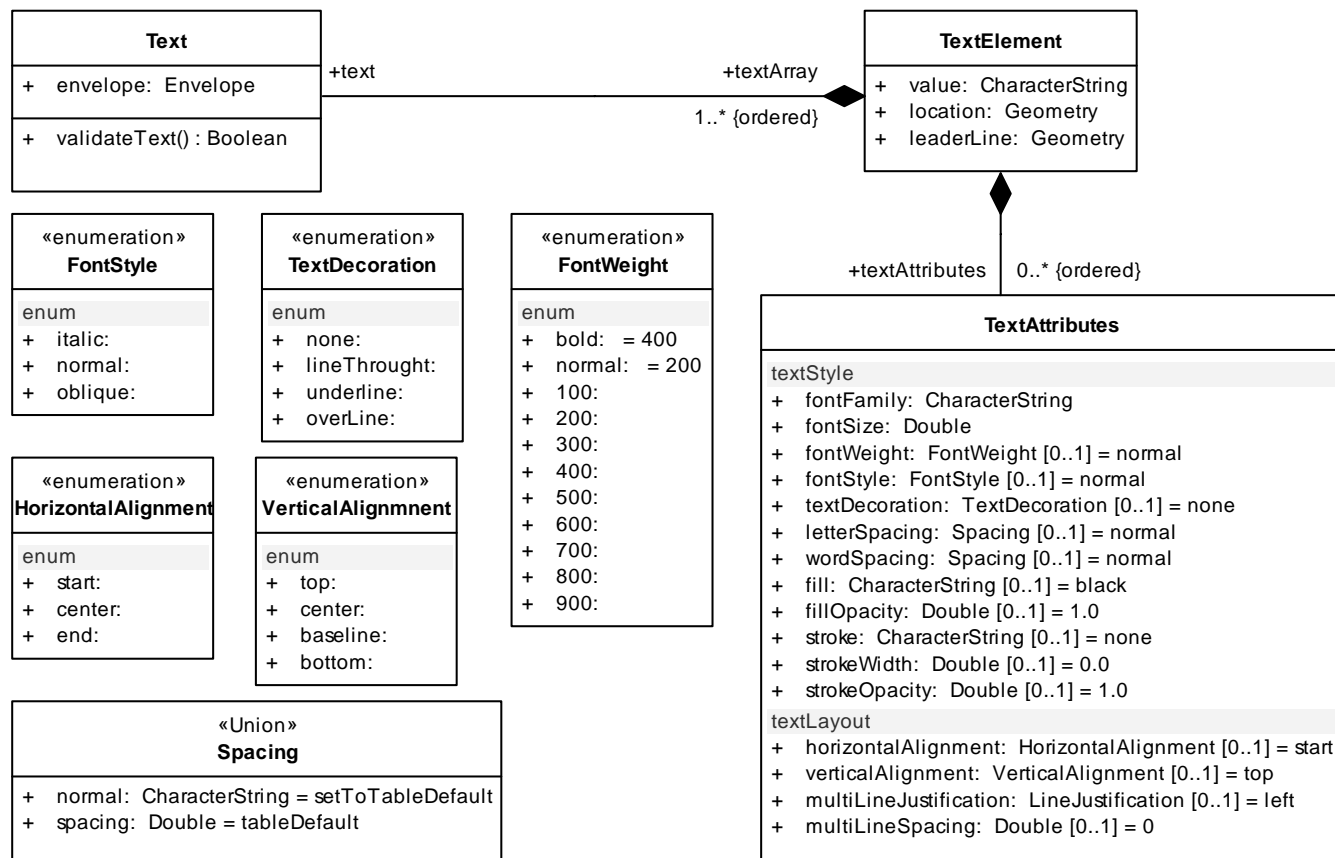 Text
+ envelope: Envelope
+ validateText() : Boolean
+text
+textArray
1..* {ordered}
TextElement
+ value: CharacterString
+ location: Geometry
+ leaderLine: Geometry
+textAttributes
0..* {ordered}
«enumeration»
FontStyle
enum
+ italic:
+ normal:
+ oblique:
«enumeration»
TextDecoration
enum
+ none:
+ lineThrought:
+ underline:
+ overLine:
«enumeration»
FontWeight
enum
+ bold: = 400
+ normal: = 200
+ 100:
+ 200:
+ 300:
+ 400:
+ 500:
+ 600:
+ 700:
+ 800:
+ 900:
«enumeration»
HorizontalAlignment
enum
+ start:
+ center:
+ end:
«enumeration»
VerticalAlignmnent
enum
+ top:
+ center:
+ baseline:
+ bottom:
«Union»
Spacing
+ normal: CharacterString = setToTableDefault
+ spacing: Double = tableDefault
TextAttributes
textStyle
+ fontFamily: CharacterString
+ fontSize: Double
+ fontWeight: FontWeight [0..1] = normal
+ fontStyle: FontStyle [0..1] = normal
+ textDecoration: TextDecoration [0..1] = none
+ letterSpacing: Spacing [0..1] = normal
+ wordSpacing: Spacing [0..1] = normal
+ fill: CharacterString [0..1] = black
+ fillOpacity: Double [0..1] = 1.0
+ stroke: CharacterString [0..1] = none
+ strokeWidth: Double [0..1] = 0.0
+ strokeOpacity: Double [0..1] = 1.0
textLayout
+ horizontalAlignment: HorizontalAlignment [0..1] = start
+ verticalAlignment: VerticalAlignment [0..1] = top
+ multiLineJustification: LineJustification [0..1] = left
+ multiLineSpacing: Double [0..1] = 0